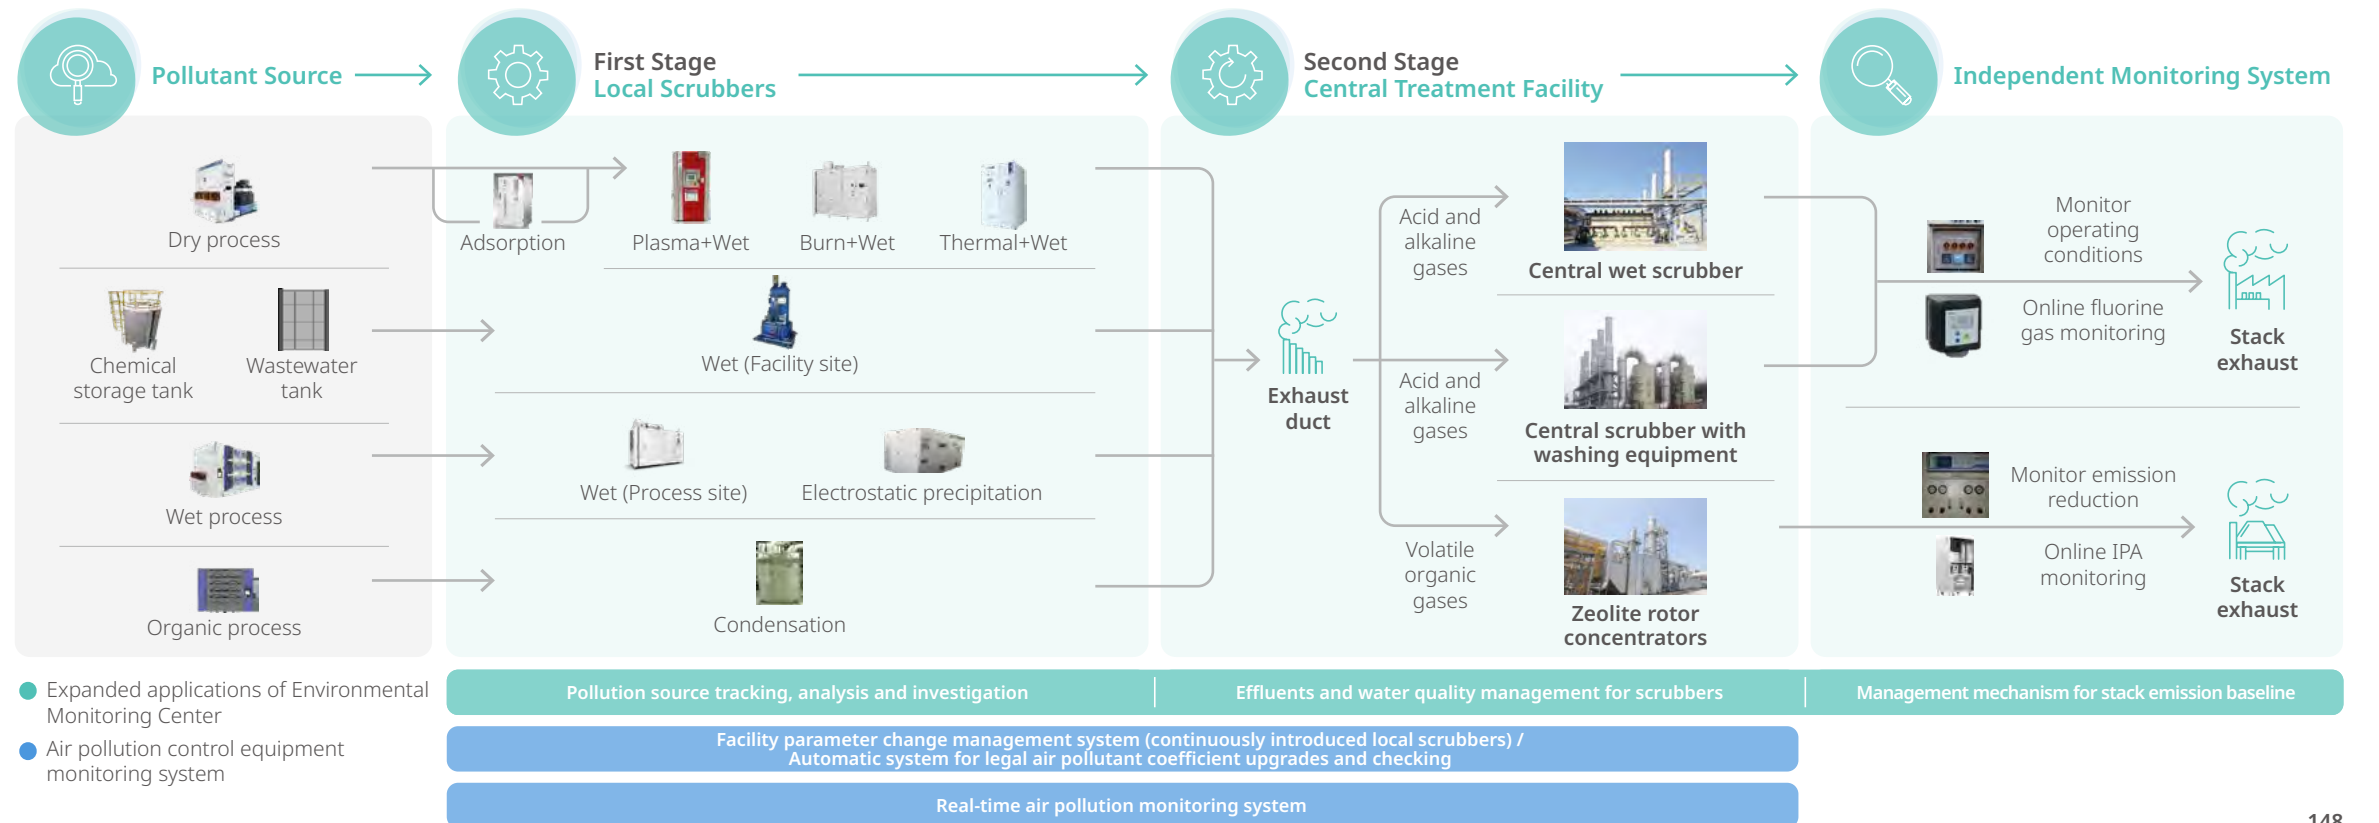 Pollutant Source
First Stage
Local Scrubbers
Second Stage
Central Treatment Facility
Independent Monitoring System
Dry process
Chemical
storage tank
Wastewater
tank
Wet process
Organic process
Adsorption
Plasma+Wet
Burn+Wet
Thermal+Wet
Wet (Facility site)
Wet (Process site)
Electrostatic precipitation
Condensation
Exhaust
duct
Acid and
alkaline
gases
Acid and
alkaline
gases
Volatile
organic
gases
Central wet scrubber
Central scrubber with
washing equipment
Zeolite rotor
concentrators
Monitor
operating
conditions
Online fluorine
gas monitoring
Stack
exhaust
Monitor emission
reduction
Online IPA
monitoring
Stack
exhaust
Expanded applications of Environmental
Monitoring Center
Air pollution control equipment
monitoring system
Pollution source tracking, analysis and investigation
Effluents and water quality management for scrubbers
Management mechanism for stack emission baseline
Facility parameter change management system (continuously introduced local scrubbers) /
Automatic system for legal air pollutant coefficient upgrades and checking
Real-time air pollution monitoring system
148